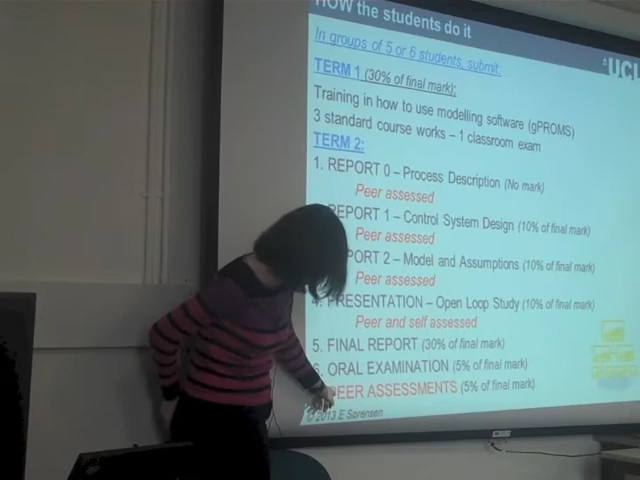 HOW the students do it
UCL
In groups of 5 or 6 students, submit:
TERM 1 (30% of final mark):
Training in how to use modelling software (gPROMS)
3 standard course works – 1 classroom exam
TERM 2:
1. REPORT 0 – Process Description (No mark)
Peer assessed
REPORT 1 – Control System Design (10% of final mark)
Peer assessed
PORT 2 – Model and Assumptions (10% of final mark)
Peer assessed
4. PRESENTATION – Open Loop Study (10% of final mark)
Peer and self assessed
5. FINAL REPORT (30% of final mark)
6. ORAL EXAMINATION (5% of final mark)
PEER ASSESSMENTS (5% of final mark)
© 2013 E Sørensen